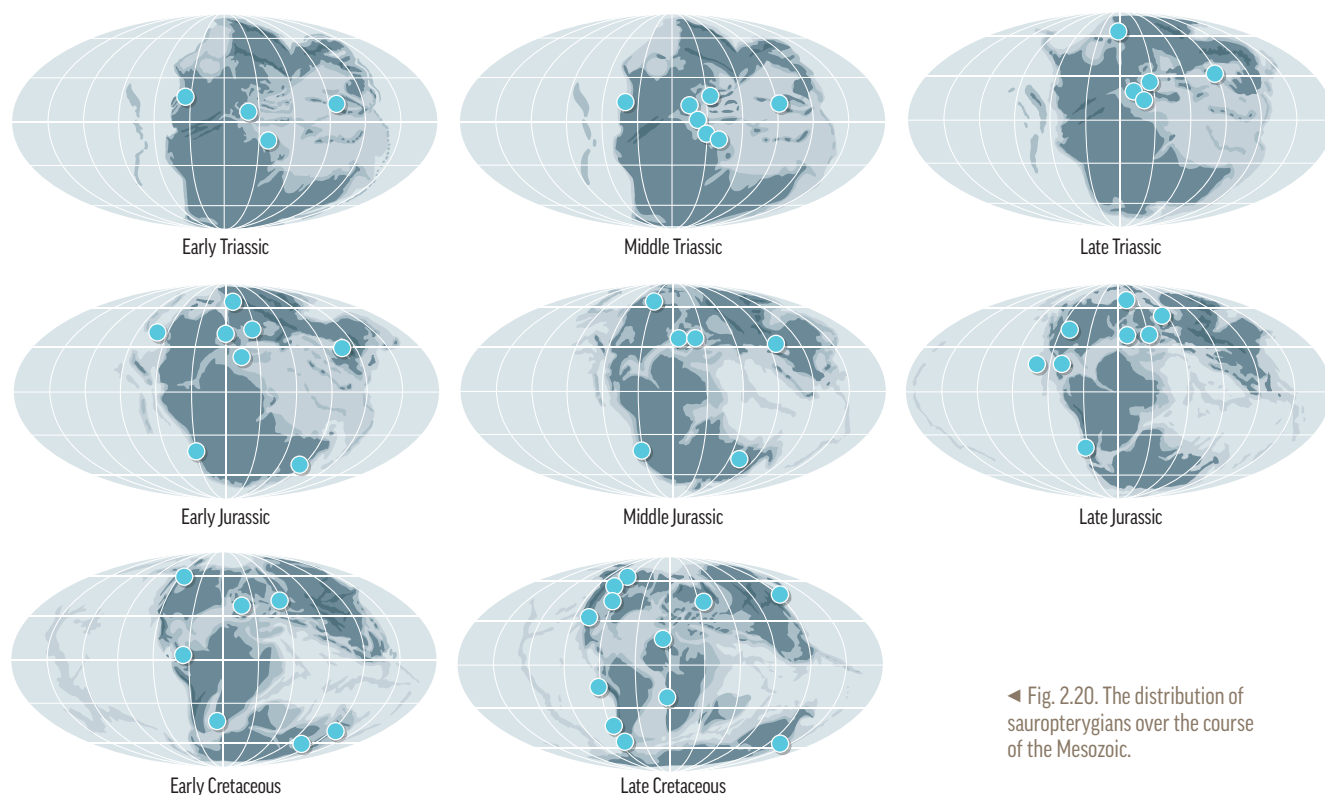 Early Triassic
Middle Triassic
Late Triassic
Early Jurassic
Middle Jurassic
Late Jurassic
Early Cretaceous
Late Cretaceous
◄ Fig. 2.20. The distribution of
sauropterygians over the course
of the Mesozoic.